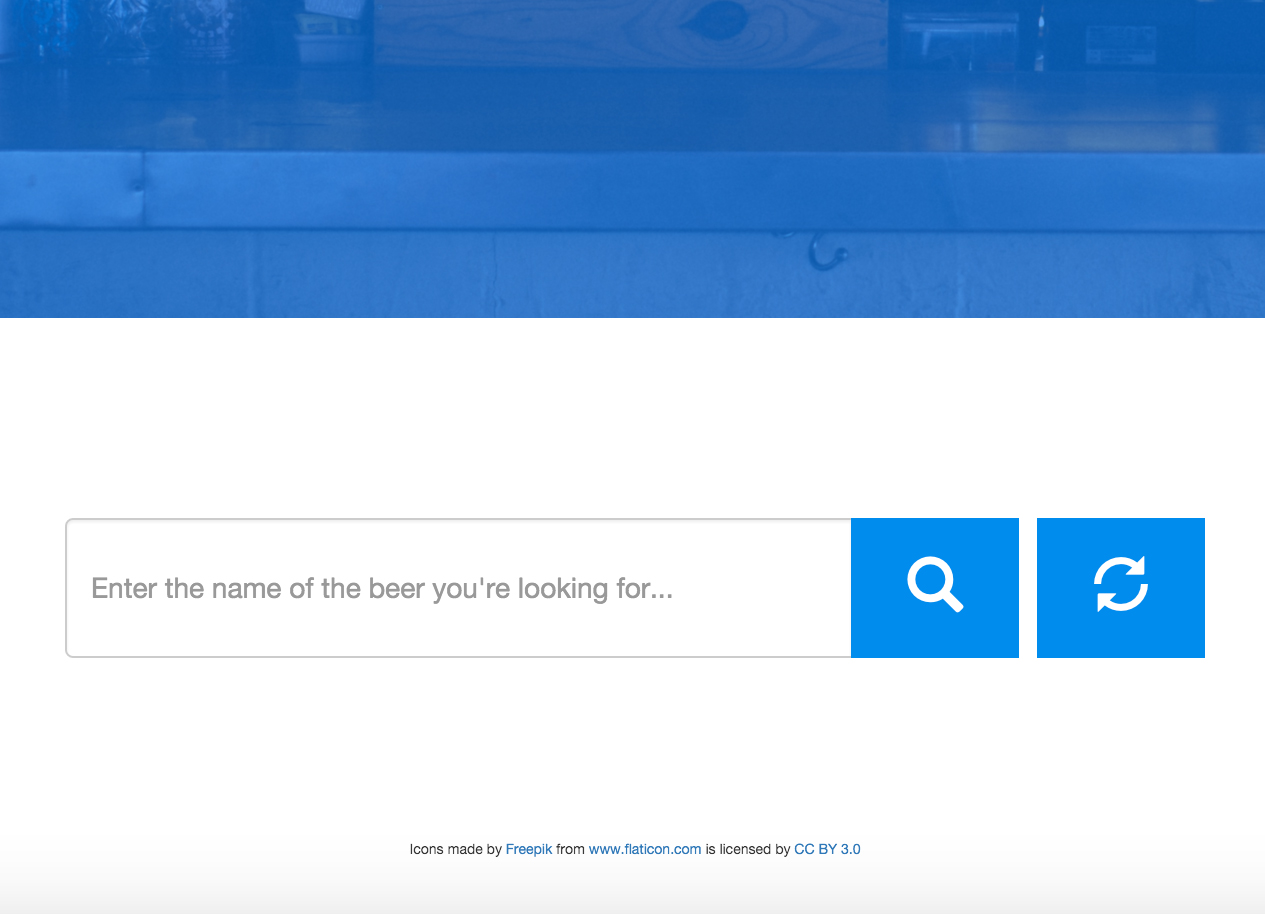 Enter the name of the beer you're looking for...
Icons made by Freepik from www.flaticon.com is licensed by CC BY 3.0